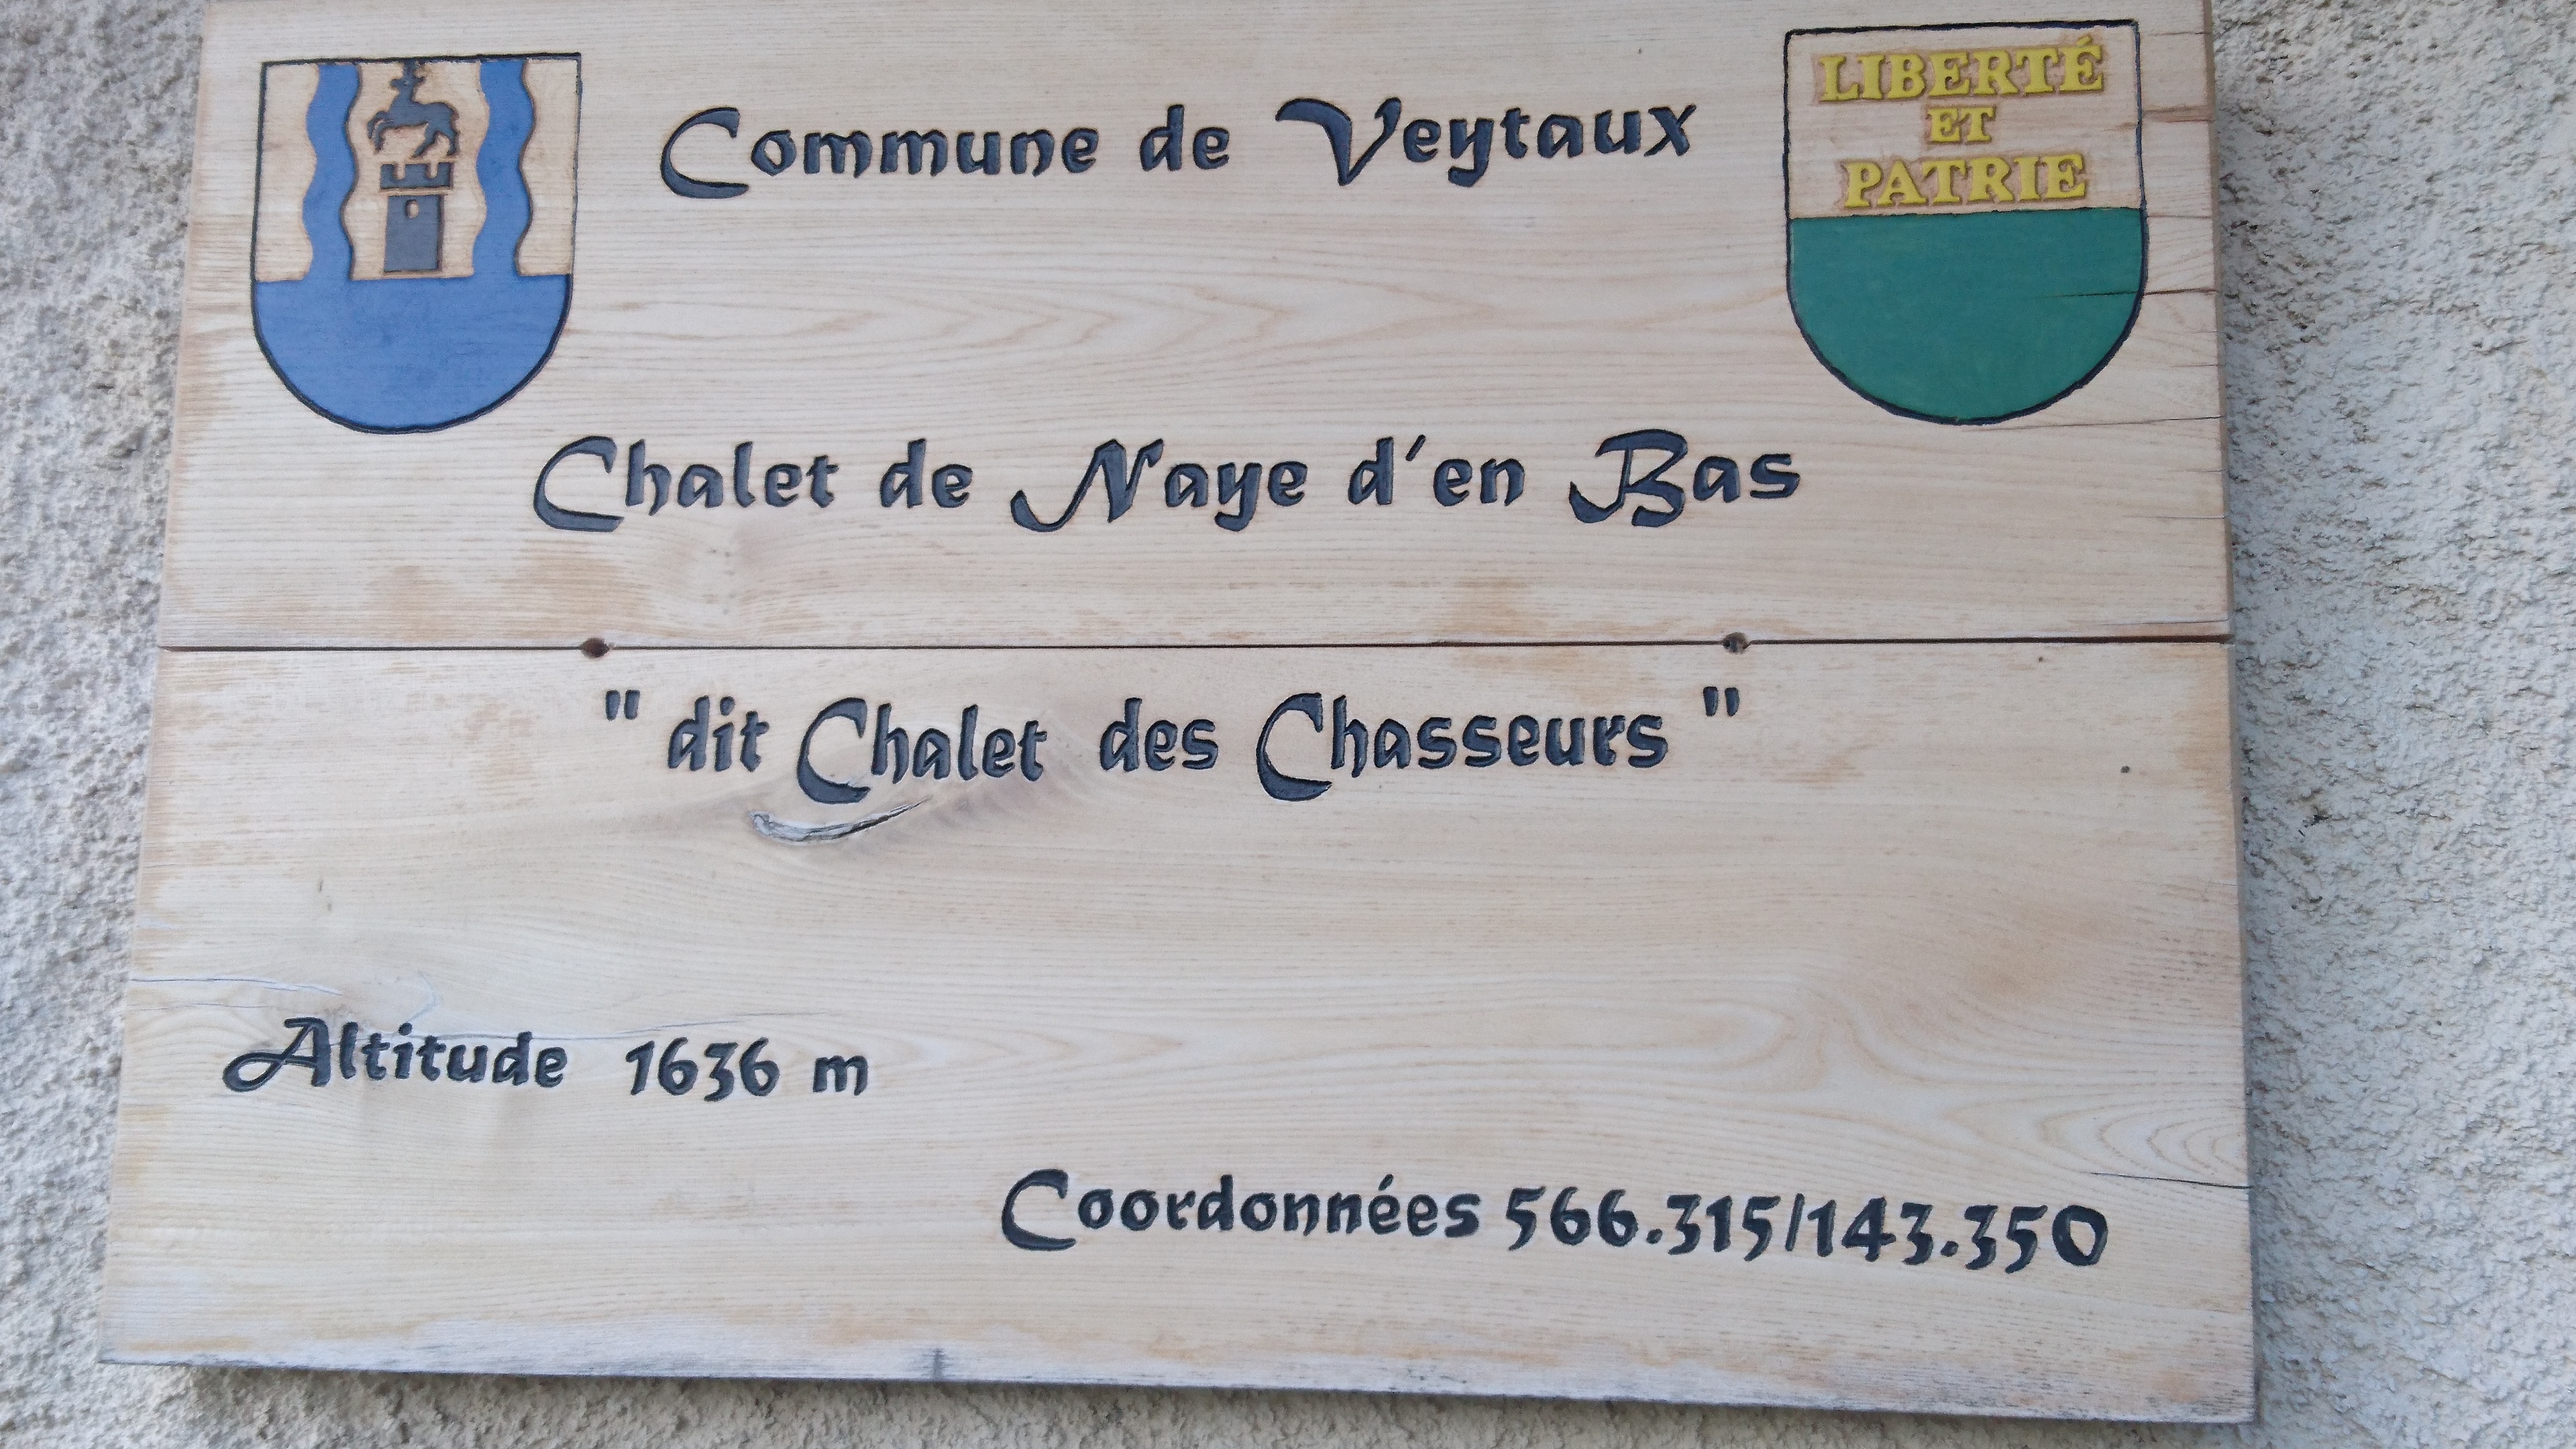 LIBERTÉ
ET
PATRIE
Commune de Veytaux
Chalet de Naye d'en Bas
" dit Chalet des Chasseurs "
Altitude 1636 m
Coordonnées 566.315/143.350